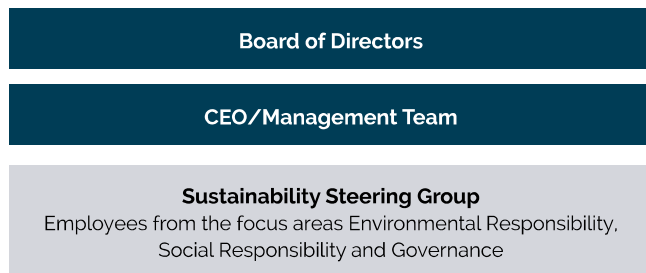 Board of Directors
CEO/Management Team
Sustainability Steering Group
Employees from the focus areas Environmental Responsibility,
Social Responsibility and Governance